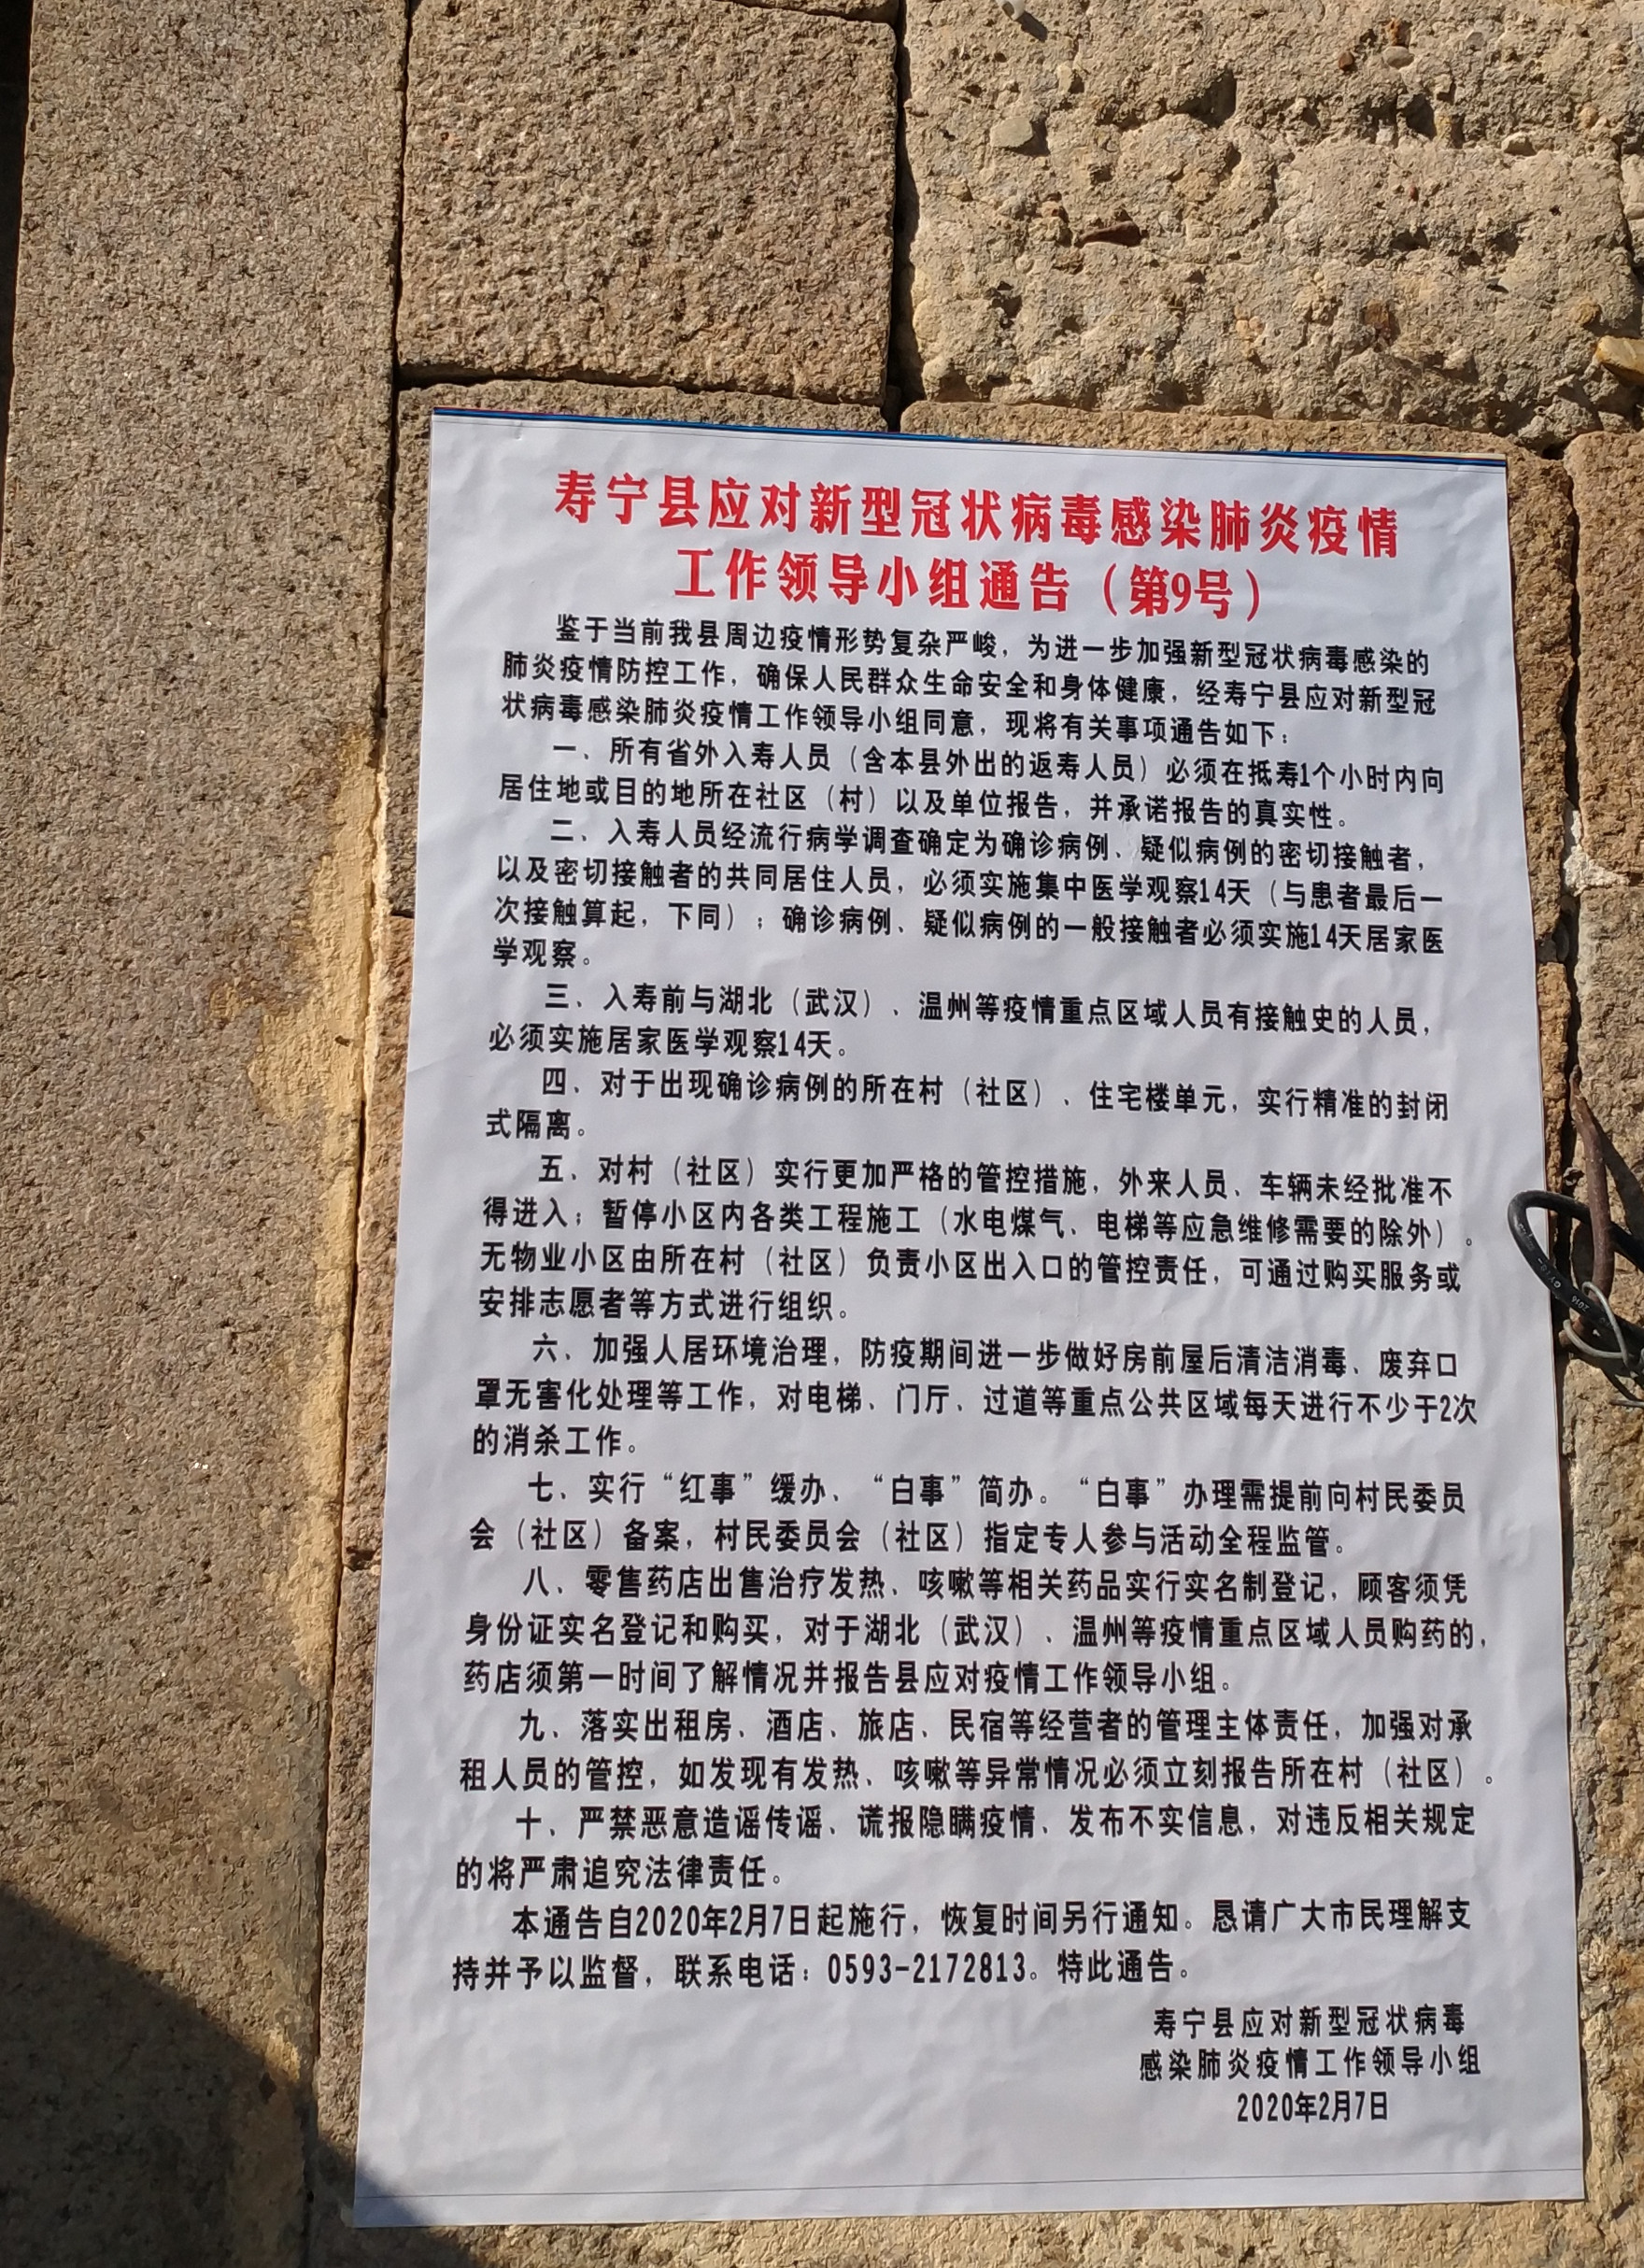 寿宁县应对新型冠状病毒感染肺炎疫情
工作领导小组通告（第9号）
鉴于当前我县周边疫情形势复杂严峻，为进一步加强新型冠状病毒感染的
肺炎疫情防控工作，确保人民群众生命安全和身体健康，经寿宁县应对新型冠
状病毒感染肺炎疫情工作领导小组同意，现将有关事项通告如下：
一、所有省外入寿人员（含本县外出的返寿人员）必须在抵寿1个小时内向
居住地或目的地所在社区（村）以及单位报告，并承诺报告的真实性。
二、入寿人员经流行病学调查确定为确诊病例、疑似病例的密切接触者，
以及密切接触者的共同居住人员，必须实施集中医学观察14天（与患者最后一
次接触算起，下同）；确诊病例、疑似病例的一般接触者必须实施14天居家医
学观察。
三、入寿前与湖北（武汉）、温州等疫情重点区域人员有接触史的人员，
必须实施居家医学观察14天。
四、对于出现确诊病例的所在村（社区）、住宅楼单元，实行精准的封闭
式隔离。
五、对村（社区）实行更加严格的管控措施，外来人员、车辆未经批准不
得进入；暂停小区内各类工程施工（水电煤气、电梯等应急维修需要的除外）。
无物业小区由所在村（社区）负责小区出入口的管控责任，可通过购买服务或
安排志愿者等方式进行组织。
六、加强人居环境治理，防疫期间进一步做好房前屋后清洁消毒、废弃口
罩无害化处理等工作，对电梯、门厅、过道等重点公共区域每天进行不少于2次
的消杀工作。
七、实行“红事”缓办、“白事”简办。“白事”办理需提前向村民委员
会（社区）备案，村民委员会（社区）指定专人参与活动全程监管。
八、零售药店出售治疗发热、咳嗽等相关药品实行实名制登记，顾客须凭
身份证实名登记和购买，对于湖北（武汉）、温州等疫情重点区域人员购药的，
药店须第一时间了解情况并报告县应对疫情工作领导小组。
九、落实出租房、酒店、旅店、民宿等经营者的管理主体责任，加强对承
租人员的管控，如发现有发热、咳嗽等异常情况必须立刻报告所在村（社区）。
十、严禁恶意造谣传谣、谎报隐瞒疫情、发布不实信息，对违反相关规定
的将严肃追究法律责任。
本通告自2020年2月7日起施行，恢复时间另行通知。恳请广大市民理解支
持并予以监督，联系电话：0593-2172813。特此通告。
寿宁县应对新型冠状病毒
感染肺炎疫情工作领导小组
2020年2月7日